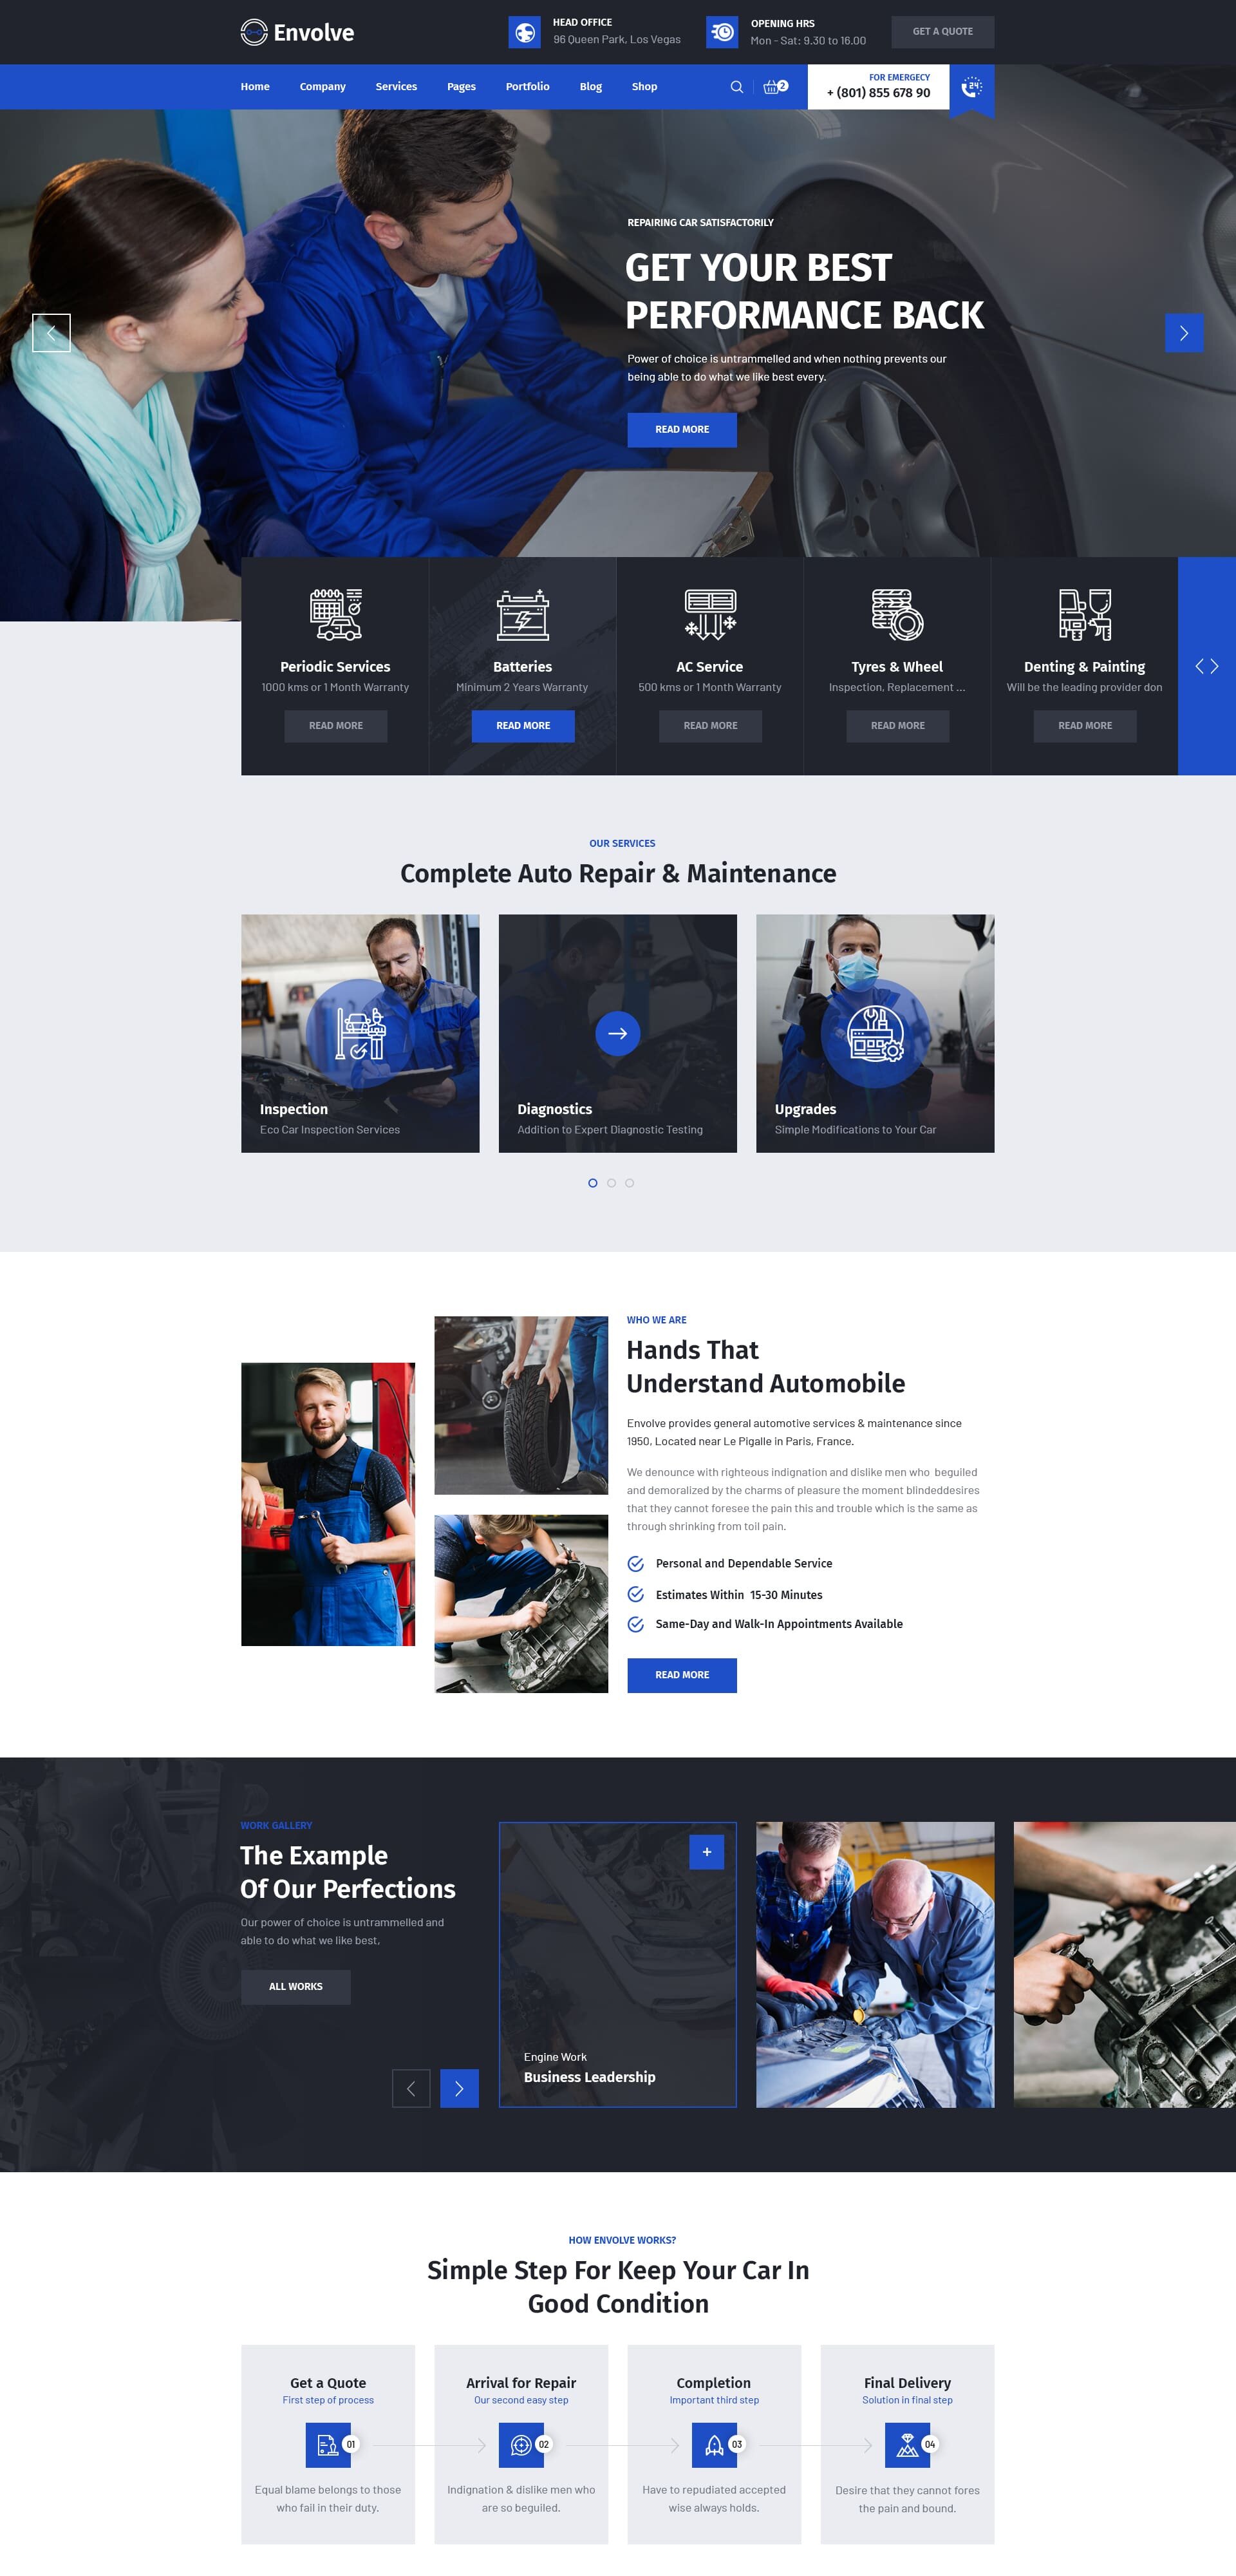 Envolve
HEAD OFFICE
96 Queen Park, Los Vegas
OPENING HRS
Mon - Sat: 9.30 to 16.00
GET A QUOTE
Home
Company
Services
Pages
Portfolio
Blog
Shop
2
FOR EMERGECY
+ (801) 855 678 90
24
REPAIRING CAR SATISFACTORILY
GET YOUR BEST
PERFORMANCE BACK
Power of choice is untrammelled and when nothing prevents our
being able to do what we like best every.
READ MORE
Periodic Services
1000 kms or 1 Month Warranty
READ MORE
Batteries
Minimum 2 Years Warranty
READ MORE
AC Service
500 kms or 1 Month Warranty
READ MORE
Tyres & Wheel
Inspection, Replacement ...
READ MORE
Denting & Painting
Will be the leading provider don
READ MORE
OUR SERVICES
Complete Auto Repair & Maintenance
Inspection
Eco Car Inspection Services
Diagnostics
Addition to Expert Diagnostic Testing
Upgrades
Simple Modifications to Your Car
WHO WE ARE
Hands That
Understand Automobile
Envolve provides general automotive services & maintenance since
1950, Located near Le Pigalle in Paris, France.
We denounce with righteous indignation and dislike men who beguiled
and demoralized by the charms of pleasure the moment blindeddesires
that they cannot foresee the pain this and trouble which is the same as
through shrinking from toil pain.
Personal and Dependable Service
Estimates Within 15-30 Minutes
Same-Day and Walk-In Appointments Available
READ MORE
WORK GALLERY
The Example
Of Our Perfections
Our power of choice is untrammelled and
able to do what we like best,
ALL WORKS
+
Engine Work
Business Leadership
HOW ENVOLVE WORKS?
Simple Step For Keep Your Car In
Good Condition
Get a Quote
First step of process
01
Equal blame belongs to those
who fail in their duty.
Arrival for Repair
Our second easy step
02
Indignation & dislike men who
are so beguiled.
Completion
Important third step
03
Have to repudiated accepted
wise always holds.
Final Delivery
Solution in final step
04
Desire that they cannot fores
the pain and bound.